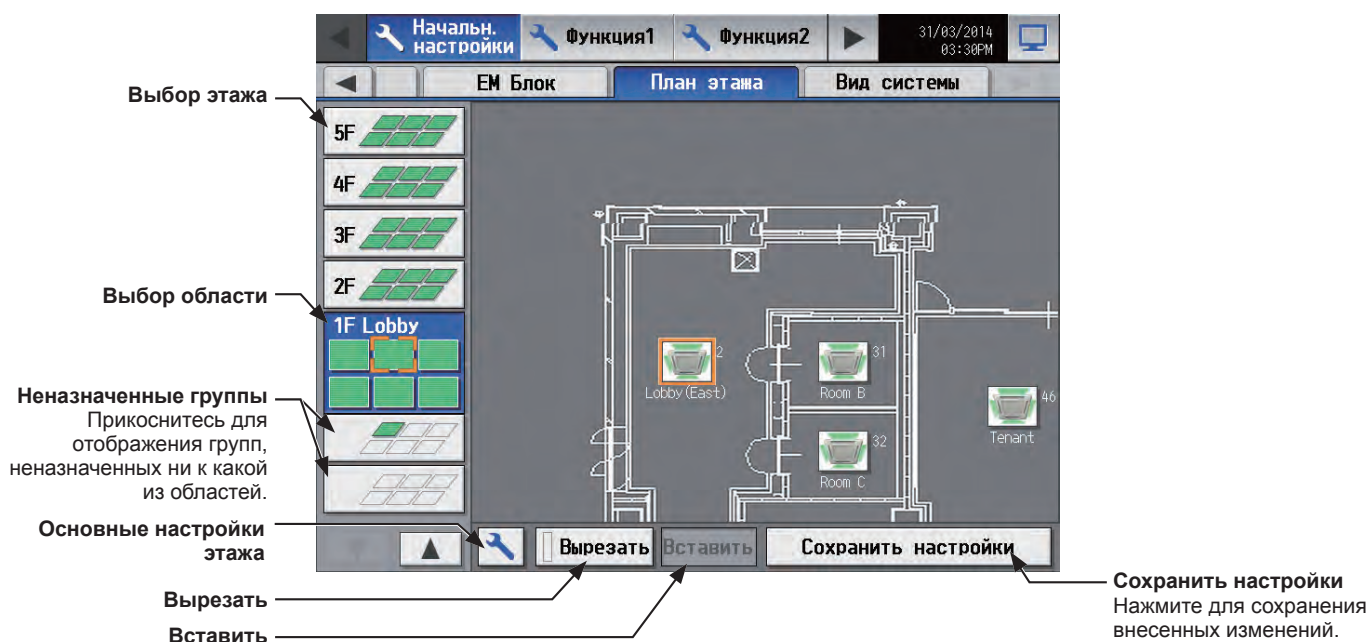 Начальн.
настройки
Функция1
Функция2
31/03/2014
03:30PM
ЕМ Блок
План этажа
Вид системы
Выбор этажа
5F
4F
3F
2F
Выбор области
1F Lobby
2
Lobby(East)
31
Room B
46
Tenant
32
Room C
Неназначенные группы
Прикоснитесь для
отображения групп,
неназначенных ни к какой
из областей.
Основные настройки
этажа
Вырезать
Вставить
Сохранить настройки
Вырезать
Вставить
Сохранить настройки
Нажмите для сохранения
внесенных изменений.